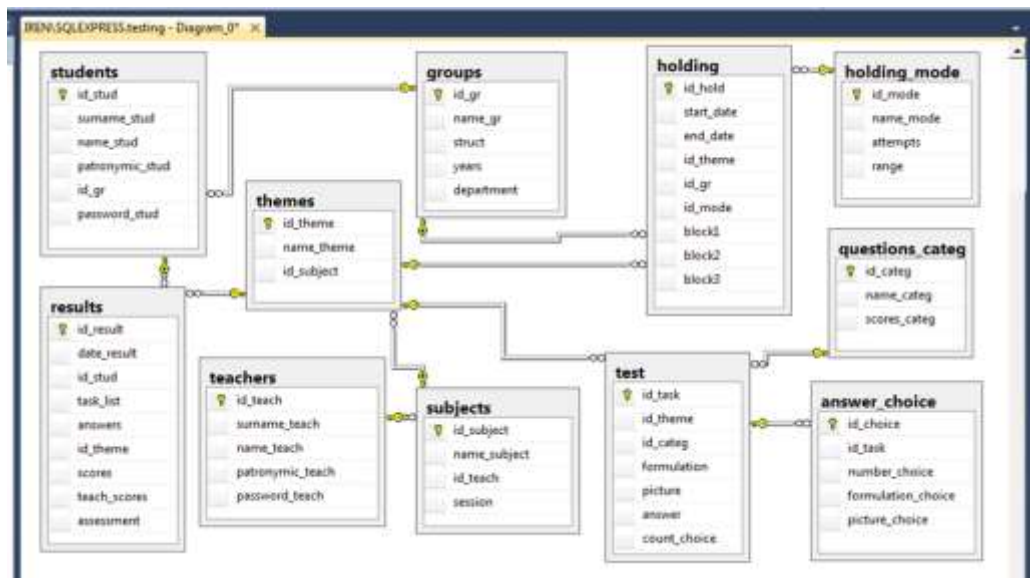 IREN\SQLEXPRESS.testing - Diagram_0*
students
id_stud
surname_stud
name_stud
patronymic_stud
id_gr
password_stud
groups
id_gr
name_gr
struct
years
department
holding
id_hold
start_date
end_date
id_theme
id_gr
id_mode
block1
block2
block3
holding_mode
id_mode
name_mode
attempts
range
themes
id_theme
name_theme
id_subject
questions_categ
id_categ
name_categ
scores_categ
results
id_result
date_result
id_stud
task_list
answers
id_theme
scores
teach_scores
assessment
teachers
id_teach
surname_teach
name_teach
patronymic_teach
password_teach
subjects
id_subject
name_subject
id_teach
session
test
id_task
id_theme
id_categ
formulation
picture
answer
count_choice
answer_choice
id_choice
id_task
number_choice
formulation_choice
picture_choice